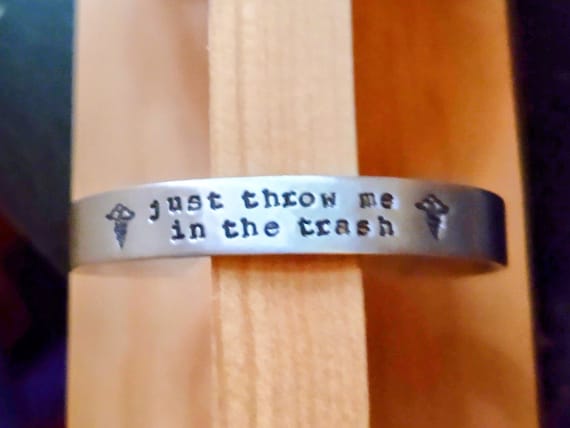 just throw me
in the trash